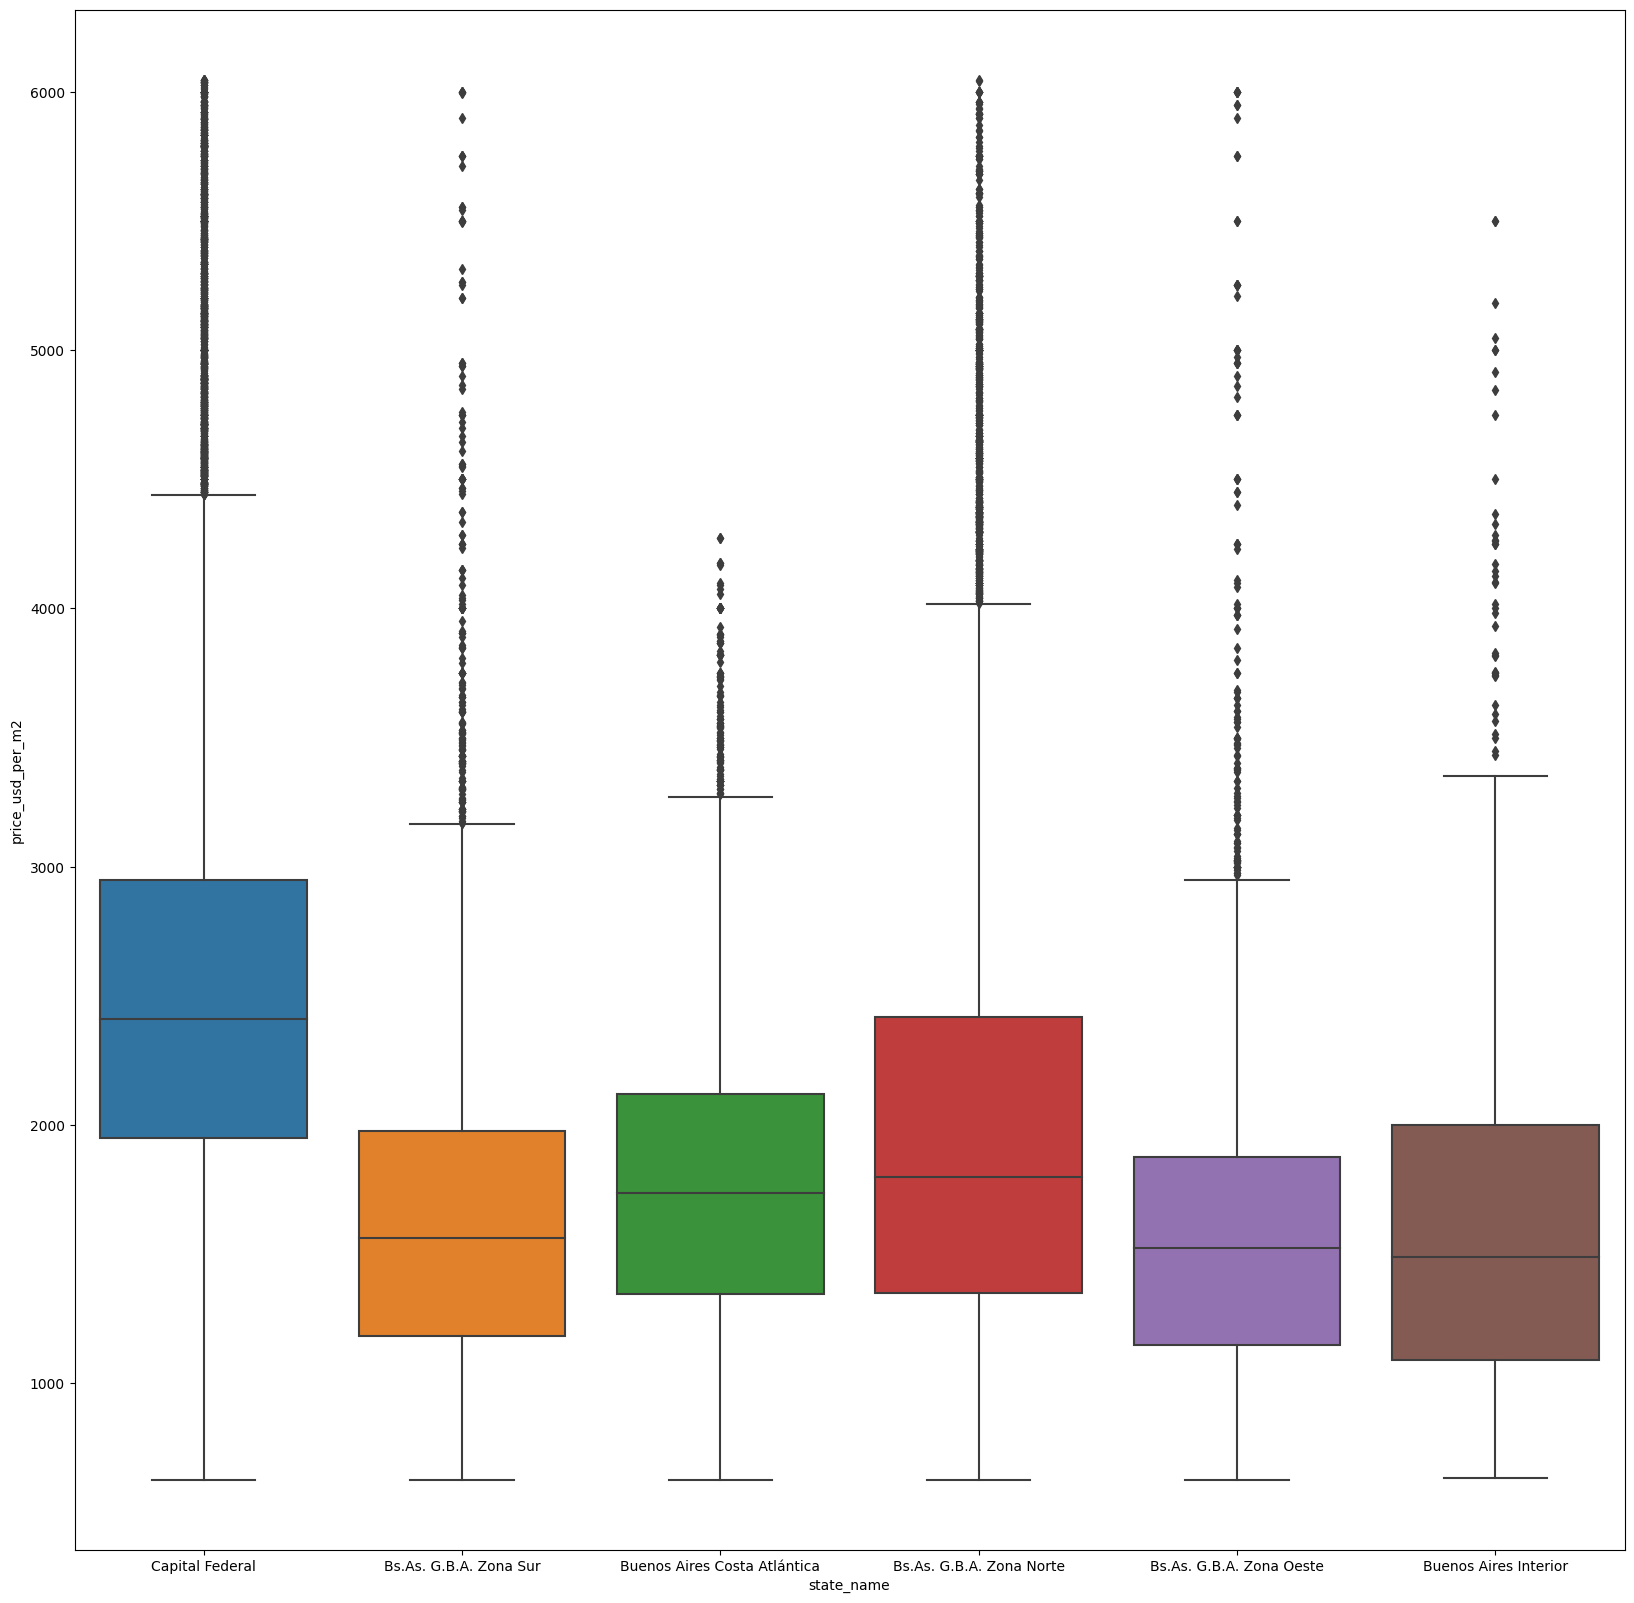 price_usd_per_m2
6000
5000
4000
3000
2000
1000
Capital Federal
Bs.As. G.B.A. Zona Sur
Buenos Aires Costa Atlántica
Bs.As. G.B.A. Zona Norte
Bs.As. G.B.A. Zona Oeste
Buenos Aires Interior
state_name